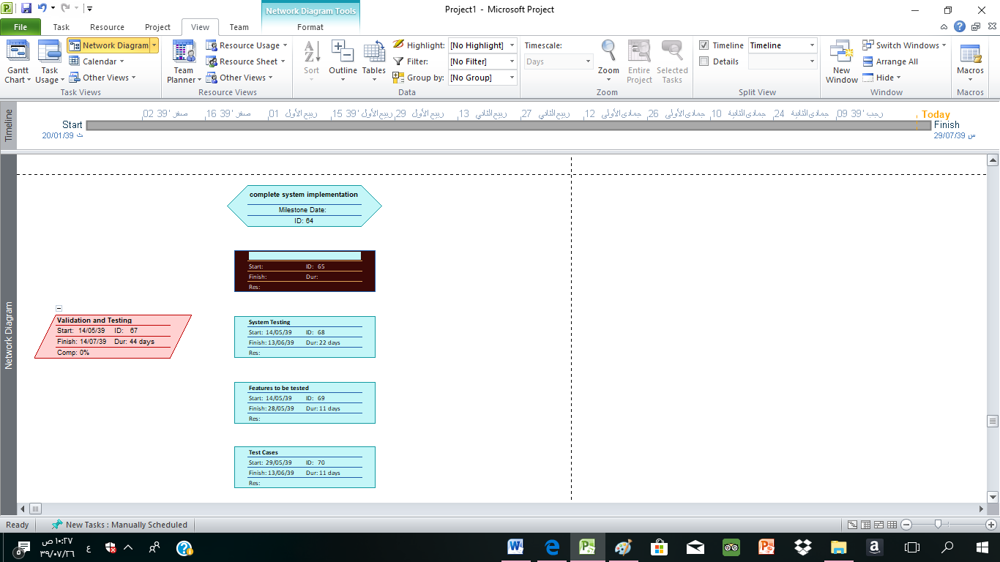 Network Diagram Tools
Project1 - Microsoft Project
File
Task
Resource
Project
View
Team
Format
Gantt Chart
Task Usage
Network Diagram
Calendar
Other Views
Task Views
Team Planner
Resource Usage
Resource Sheet
Other Views
Resource Views
Sort
Outline
Tables
Highlight: [No Highlight]
Filter: [No Filter]
Group by: [No Group]
Data
Timescale:
Days
Zoom
Entire Project
Selected Tasks
Zoom
Timeline Timeline
Details
Split View
New Window
Switch Windows
Arrange All
Hide
Window
Macros
Macros
Timeline
02 صفر '39
16 صفر '39
01 ربيع الأول
15 ربيع الأول '39
29 ربيع الأول
13 ربيع الثاني
27 ربيع الثاني
12 جمادى الأولى
26 جمادى الأولى
10 جمادى الثانية
24 جمادى الثانية
09 رجب '39
Today
Start
ث 20/01/39
Finish
س 29/07/39
Network Diagram
complete system implementation
Milestone Date:
ID: 64
Start: ID: 65
Finish: Dur:
Res:
Validation and Testing
Start: 14/05/39 ID: 67
Finish: 14/07/39 Dur: 44 days
Comp: 0%
System Testing
Start: 14/05/39 ID: 68
Finish: 13/06/39 Dur: 22 days
Res:
Features to be tested
Start: 14/05/39 ID: 69
Finish: 28/05/39 Dur: 11 days
Res:
Test Cases
Start: 29/05/39 ID: 70
Finish: 13/06/39 Dur: 11 days
Res:
Ready
New Tasks : Manually Scheduled
١٠:٢٧ ص
٣٩/٠٧/٢٦
ع